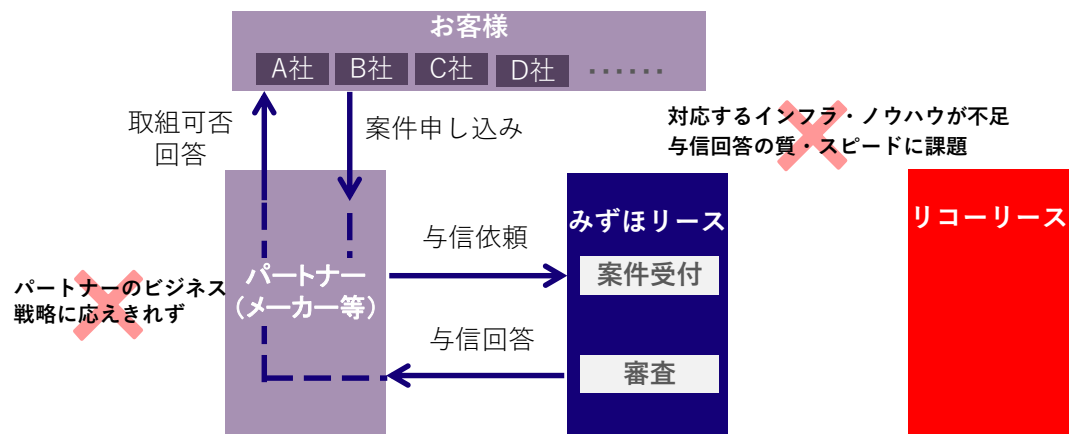 お客様
A社 B社 C社 D社 ……
取組可否
回答
案件申し込み
対応するインフラ・ノウハウが不足
与信回答の質・スピードに課題
パートナーのビジネス
戦略に応えきれず
パートナー
（メーカー等）
与信依頼
与信回答
みずほリース
案件受付
審査
リコーリース